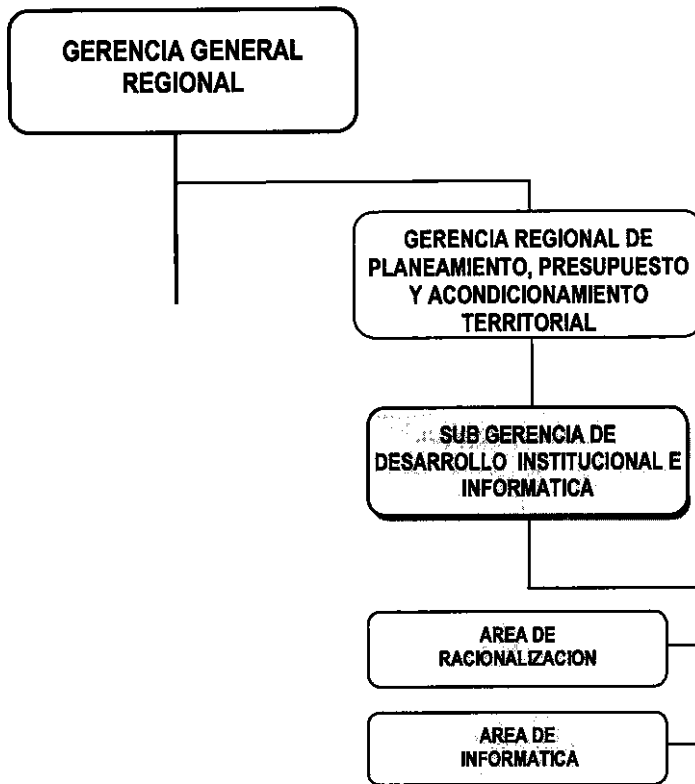 GERENCIA GENERAL
REGIONAL
GERENCIA REGIONAL DE
PLANEAMIENTO, PRESUPUESTO
Y ACONDICIONAMIENTO
TERRITORIAL
SUB GERENCIA DE
DESARROLLO INSTITUCIONAL E
INFORMATICA
AREA DE
RACIONALIZACION
AREA DE
INFORMATICA